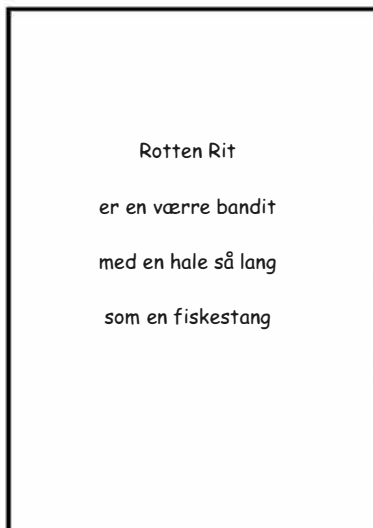 Rotten Rit
er en værre bandit
med en hale så lang
som en fiskestang